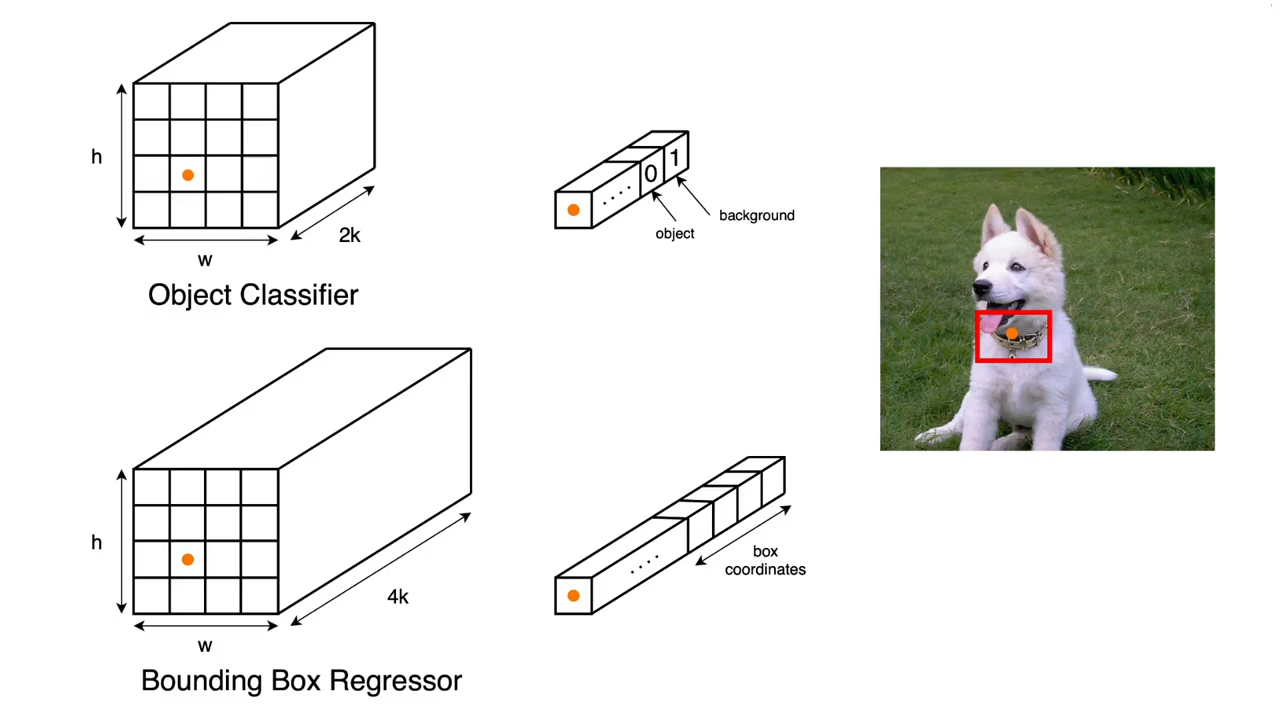 h
w
2k
Object Classifier
....
0
1
object
background
h
w
4k
Bounding Box Regressor
....
box
coordinates